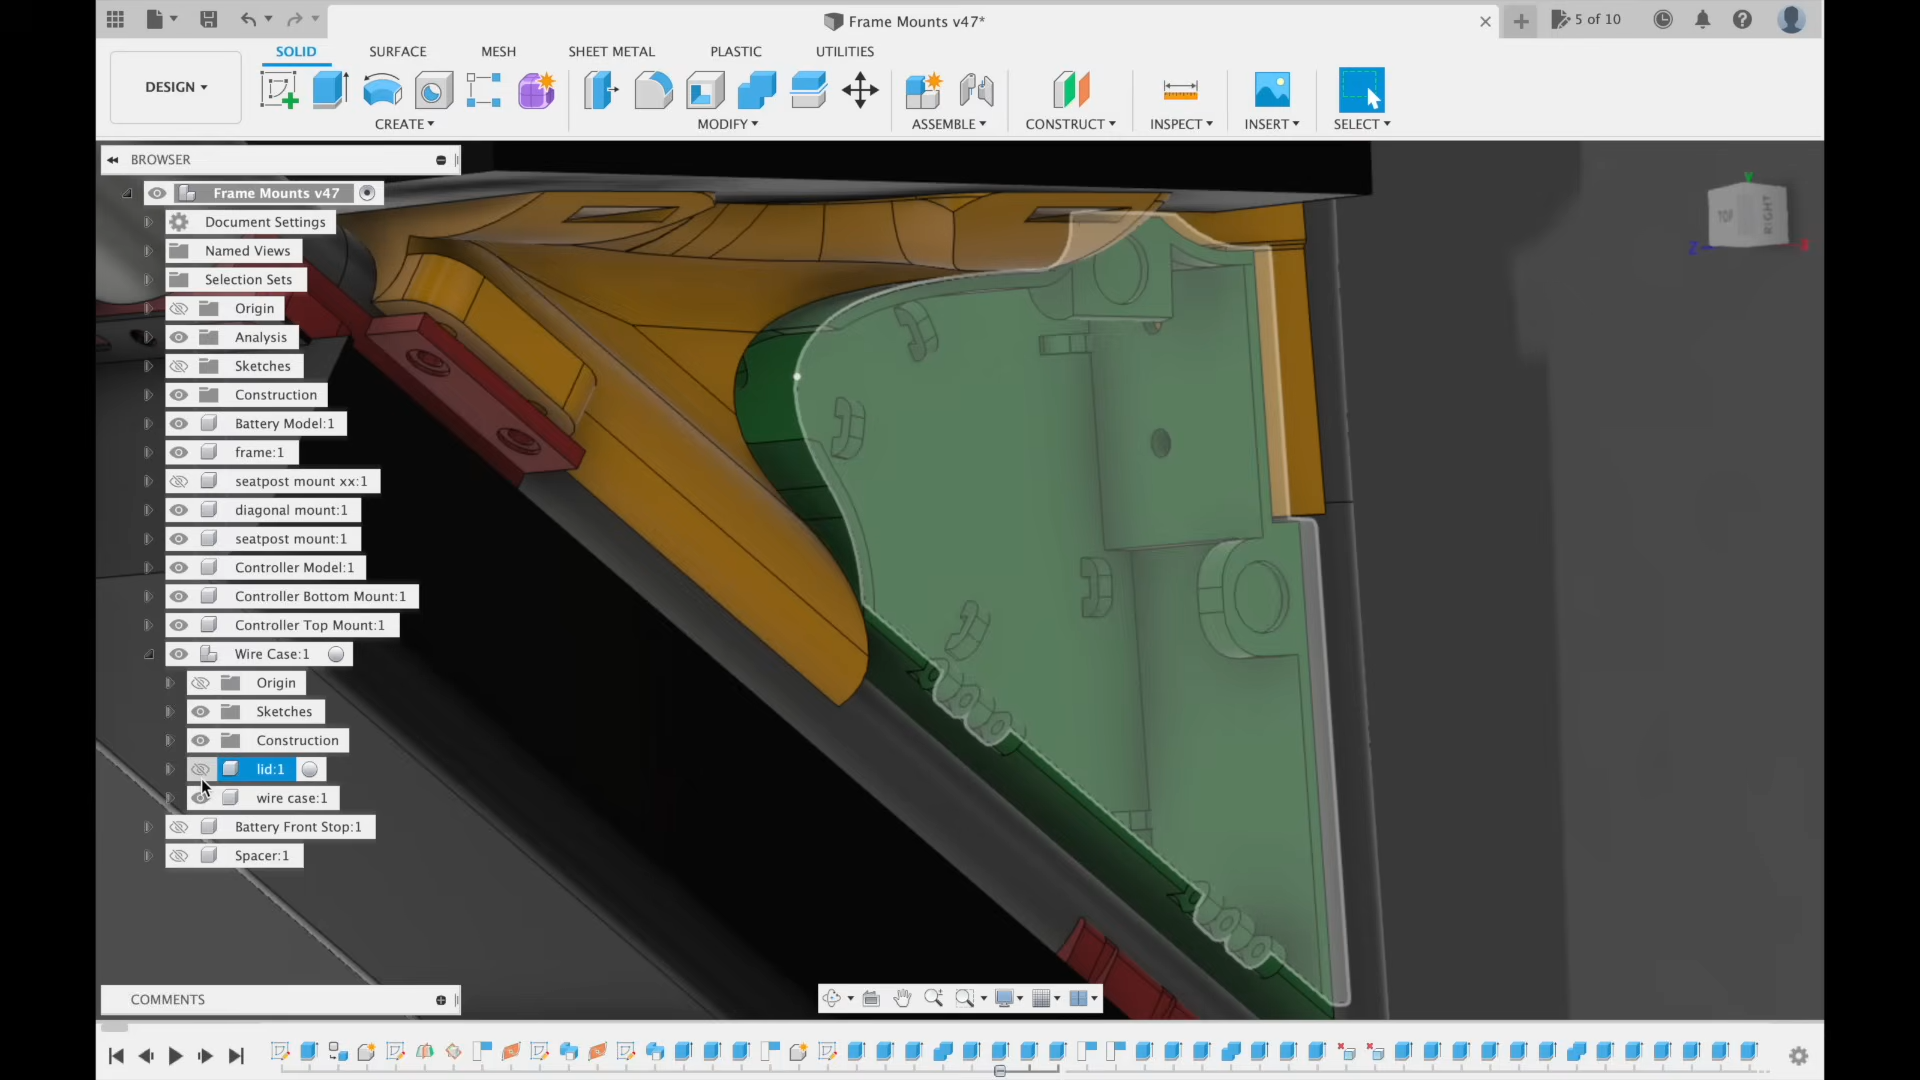 Frame Mounts v47*
5 of 10
SOLID
SURFACE
MESH
SHEET METAL
PLASTIC
UTILITIES
DESIGN
CREATE
MODIFY
ASSEMBLE
CONSTRUCT
INSPECT
INSERT
SELECT
BROWSER
Frame Mounts v47
Document Settings
Named Views
Selection Sets
Origin
Analysis
Sketches
Construction
Battery Model:1
frame:1
seatpost mount xx:1
diagonal mount:1
seatpost mount:1
Controller Model:1
Controller Bottom Mount:1
Controller Top Mount:1
Wire Case:1
Origin
Sketches
Construction
lid:1
wire case:1
Battery Front Stop:1
Spacer:1
COMMENTS
Y
TOP
RIGHT
Z
X